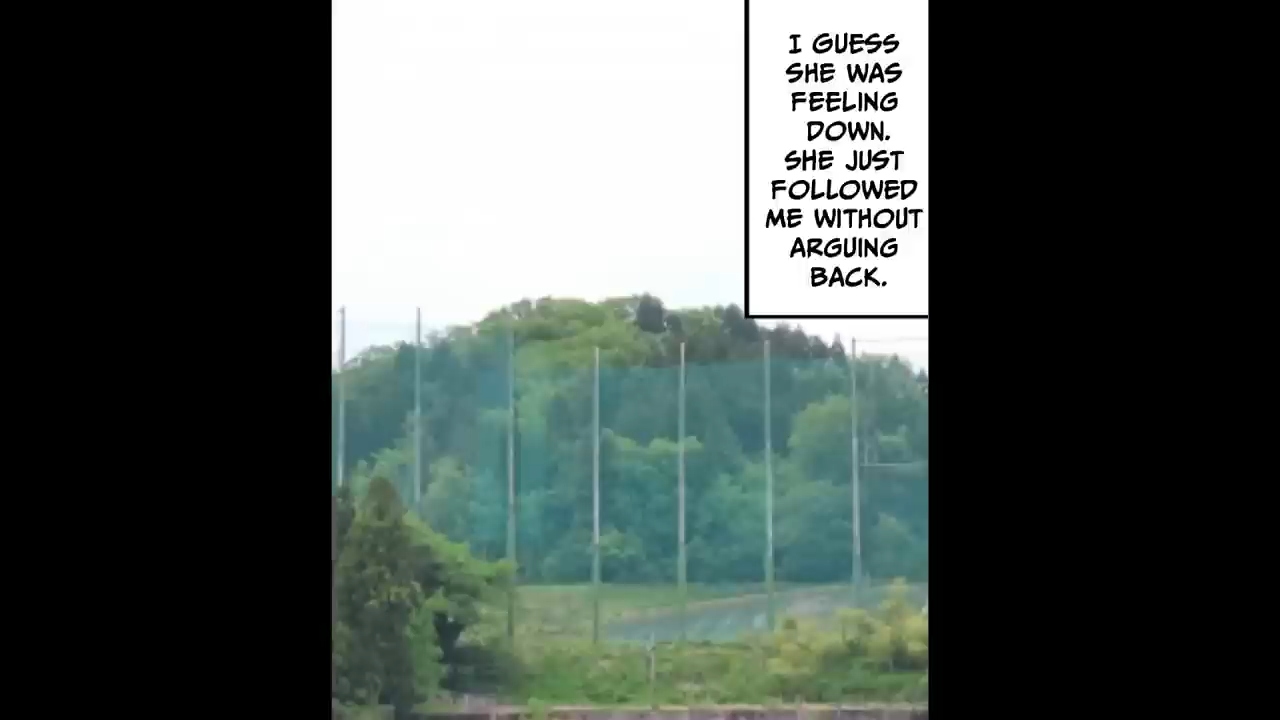 I GUESS
SHE WAS
FEELING
DOWN.
SHE JUST
FOLLOWED
ME WITHOUT
ARGUING
BACK.